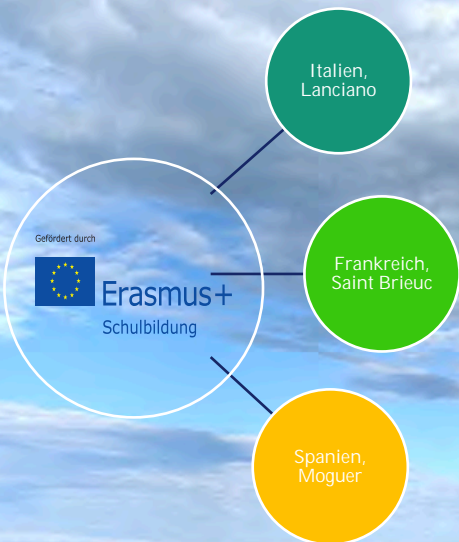 Italien,
Lanciano
Gefördert durch
Erasmus+
Schulbildung
Frankreich,
Saint Brieuc
Spanien,
Moguer